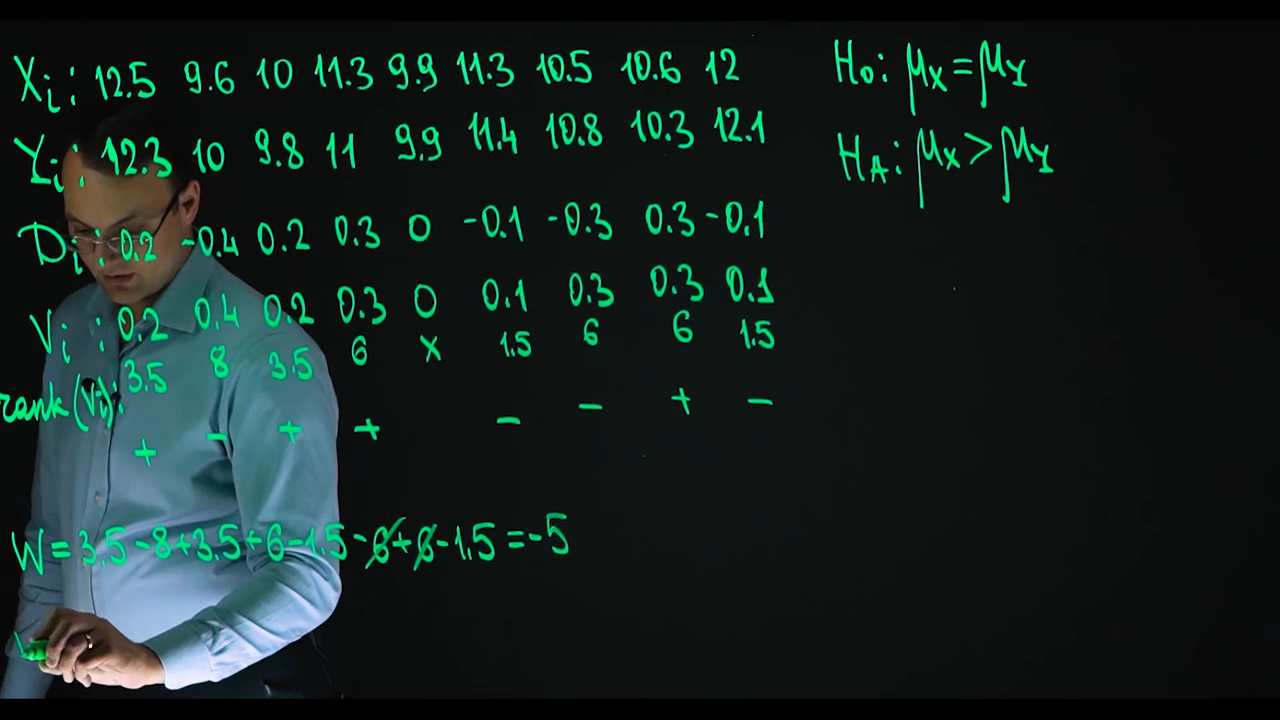 Xi: 12.5 9.6 10 11.3 9.9 11.3 10.5 10.6 12
Yi: 12.3 10 9.8 11 9.9 11.4 10.8 10.3 12.1
Di: 0.2 -0.4 0.2 0.3 0 -0.1 -0.3 0.3 -0.1
Vi: 0.2 0.4 0.2 0.3 0 0.1 0.3 0.3 0.1
rank(Vi): 3.5 8 3.5 6 x 1.5 6 6 1.5
+ - + + - - + -
W = 3.5 - 8 + 3.5 + 6 - 1.5 - 6 + 6 - 1.5 = -5
H0: μX = μY
HA: μX > μY